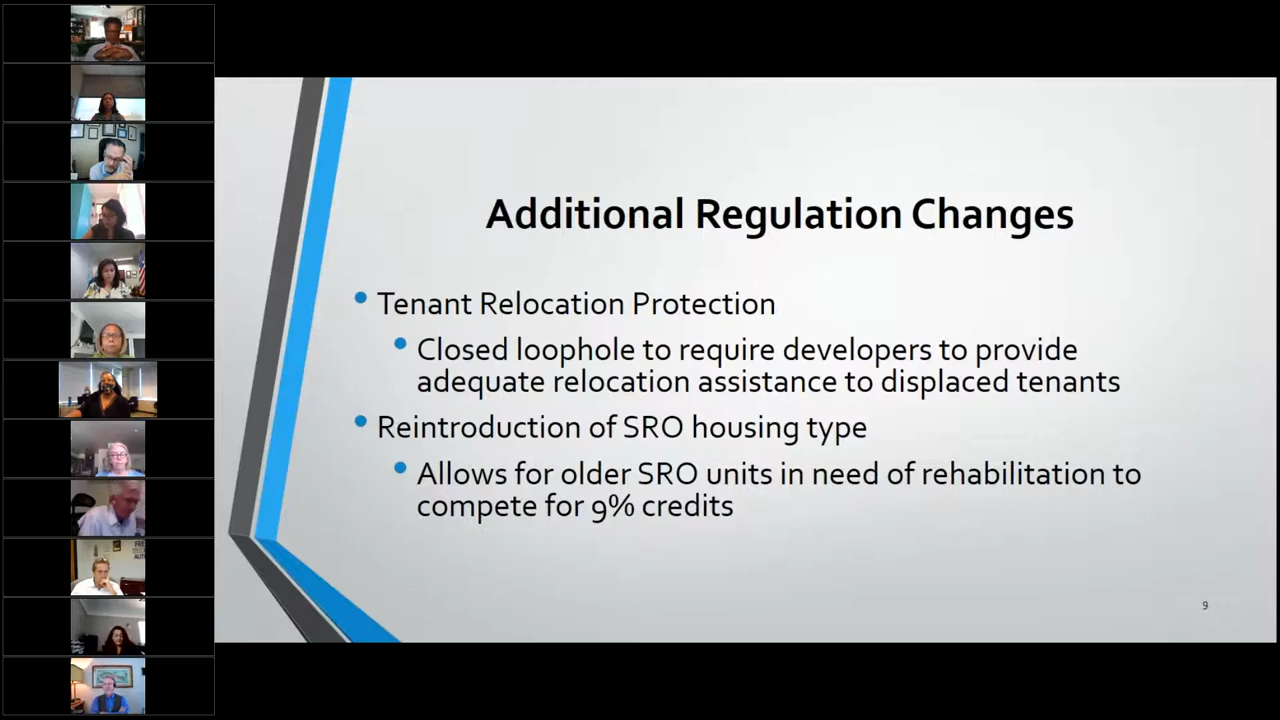 Additional Regulation Changes
Tenant Relocation Protection
Closed loophole to require developers to provide
adequate relocation assistance to displaced tenants
Reintroduction of SRO housing type
Allows for older SRO units in need of rehabilitation to
compete for 9% credits
9